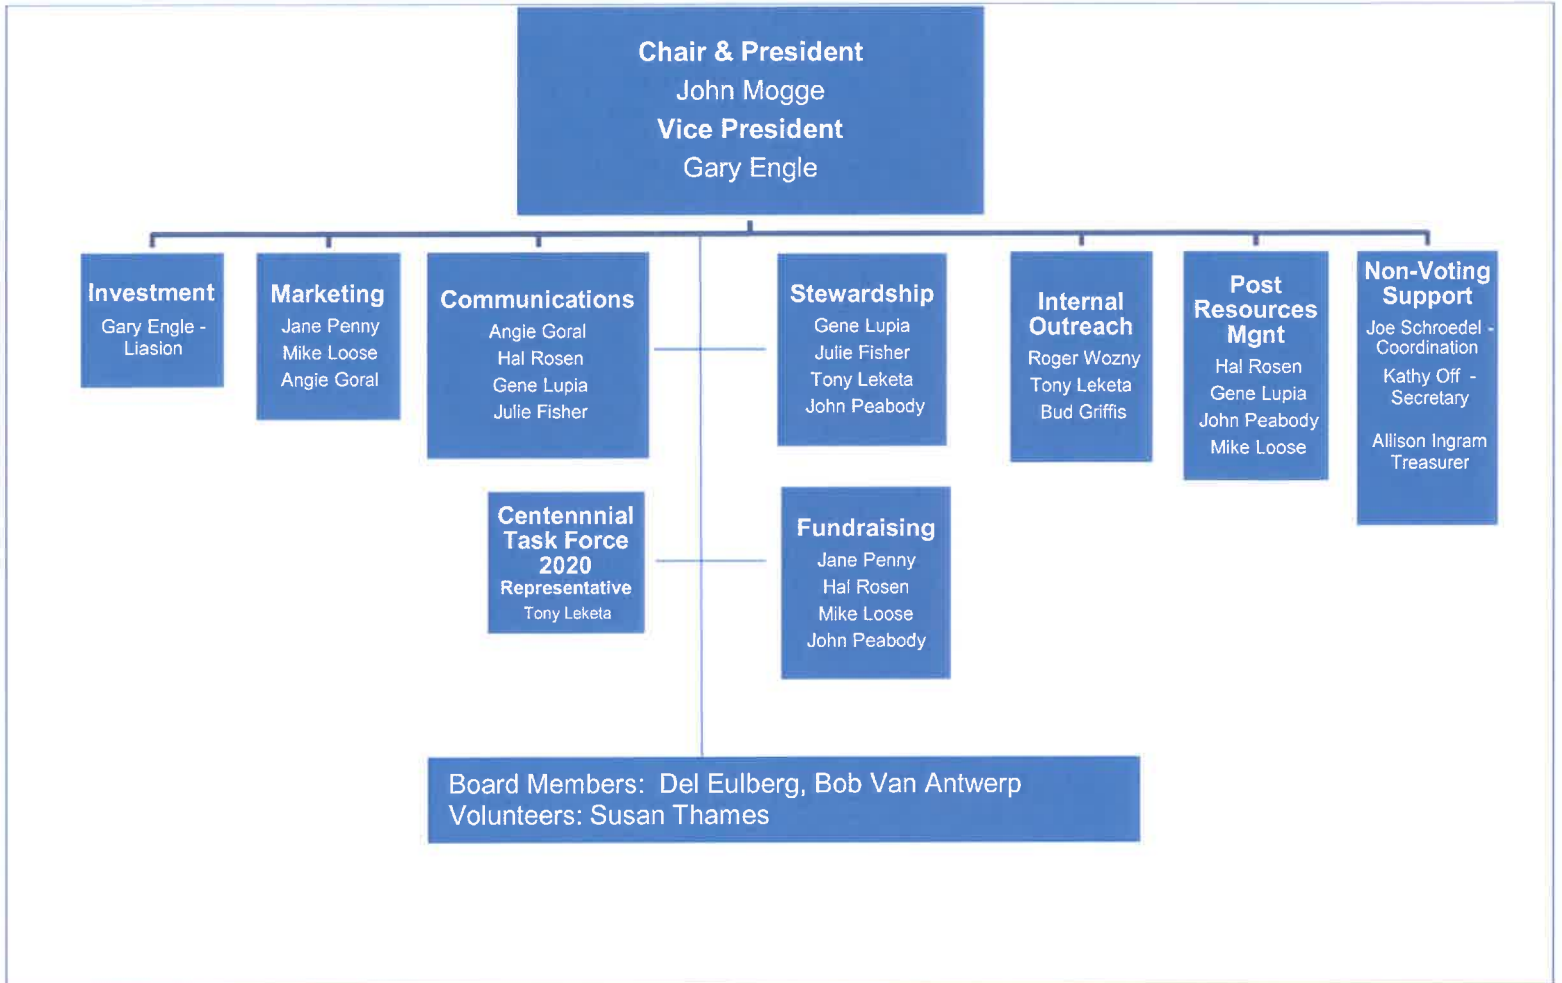 Chair & President
John Mogge
Vice President
Gary Engle
Investment
Gary Engle -
Liasion
Marketing
Jane Penny
Mike Loose
Angie Goral
Communications
Angie Goral
Hal Rosen
Gene Lupia
Julie Fisher
Stewardship
Gene Lupia
Julie Fisher
Tony Leketa
John Peabody
Internal
Outreach
Roger Wozny
Tony Leketa
Bud Griffis
Post
Resources
Mgnt
Hal Rosen
Gene Lupia
John Peabody
Mike Loose
Non-Voting
Support
Joe Schroedel -
Coordination
Kathy Off -
Secretary
Allison Ingram
Treasurer
Centennnial
Task Force
2020
Representative
Tony Leketa
Fundraising
Jane Penny
Hal Rosen
Mike Loose
John Peabody
Board Members: Del Eulberg, Bob Van Antwerp
Volunteers: Susan Thames